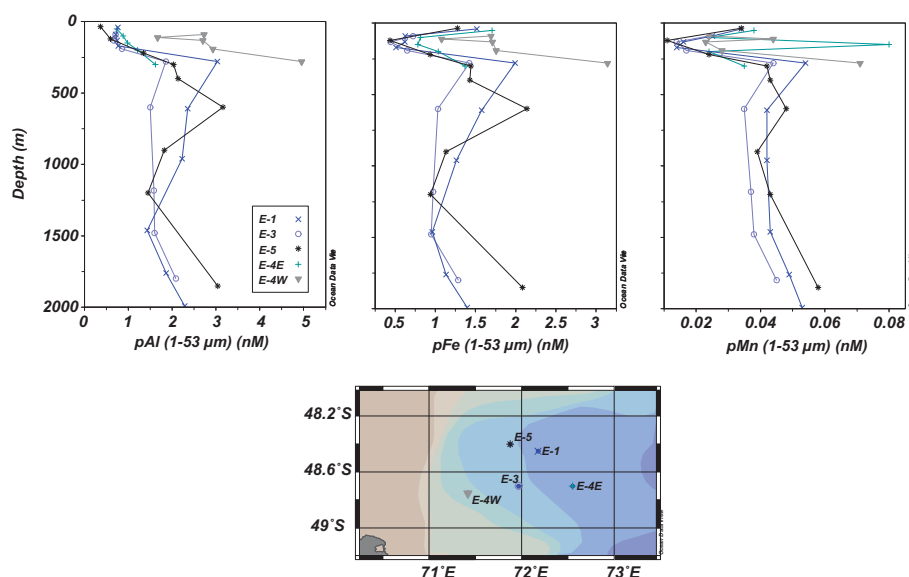 Depth (m)
0
500
1000
1500
2000
E-1
E-3
E-5
E-4E
E-4W
0 1 2 3 4 5
pAl (1-53 µm) (nM)
Ocean Data View
0.5 1 1.5 2 2.5 3
pFe (1-53 µm) (nM)
Ocean Data View
0.02 0.04 0.06 0.08
pMn (1-53 µm) (nM)
Ocean Data View
48.2˚S
48.6˚S
49˚S
E-5
E-1
E-3
E-4E
E-4W
71˚E 72˚E 73˚E
Ocean Data View